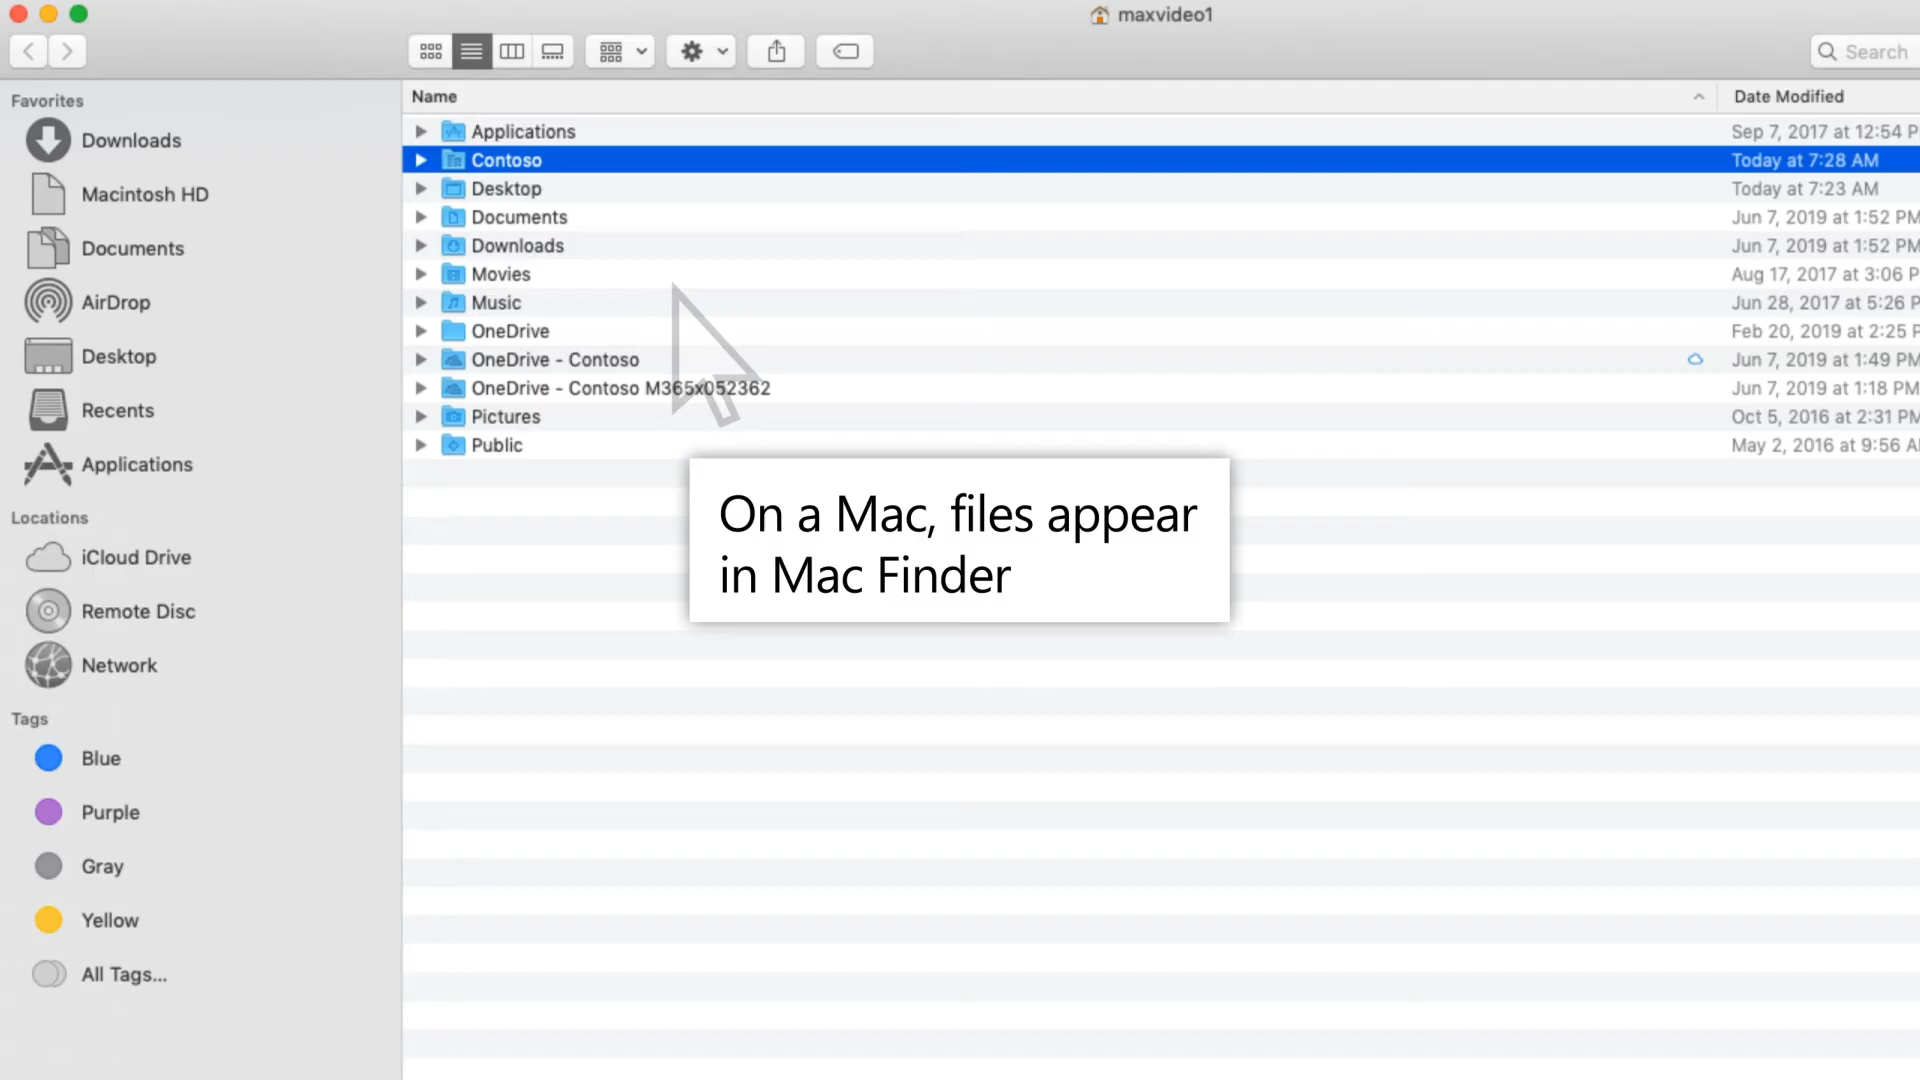 maxvideo1
Search
Favorites
Downloads
Macintosh HD
Documents
AirDrop
Desktop
Recents
Applications
Locations
iCloud Drive
Remote Disc
Network
Tags
Blue
Purple
Gray
Yellow
All Tags...
Name Date Modified
Applications Sep 7, 2017 at 12:54 P
Contoso Today at 7:28 AM
Desktop Today at 7:23 AM
Documents Jun 7, 2019 at 1:52 PM
Downloads Jun 7, 2019 at 1:52 PM
Movies Aug 17, 2017 at 3:06 P
Music Jun 28, 2017 at 5:26 P
OneDrive Feb 20, 2019 at 2:25 P
OneDrive - Contoso Jun 7, 2019 at 1:49 PM
OneDrive - Contoso M365x052362 Jun 7, 2019 at 1:18 PM
Pictures Oct 5, 2016 at 2:31 PM
Public May 2, 2016 at 9:56 A
On a Mac, files appear
in Mac Finder